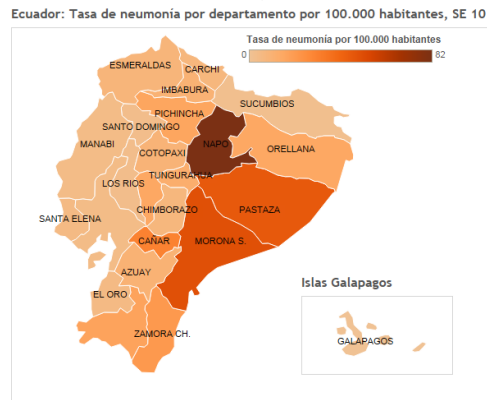 Ecuador: Tasa de neumonía por departamento por 100.000 habitantes, SE 10
Tasa de neumonía por 100.000 habitantes
0 82
ESMERALDAS
CARCHI
IMBABURA
SUCUMBIOS
PICHINCHA
SANTO DOMINGO
MANABI
NAPO
COTOPAXI
ORELLANA
TUNGURAHUA
LOS RIOS
CHIMBORAZO
PASTAZA
SANTA ELENA
CAÑAR
MORONA S.
AZUAY
EL ORO
ZAMORA CH.
Islas Galapagos
GALAPAGOS